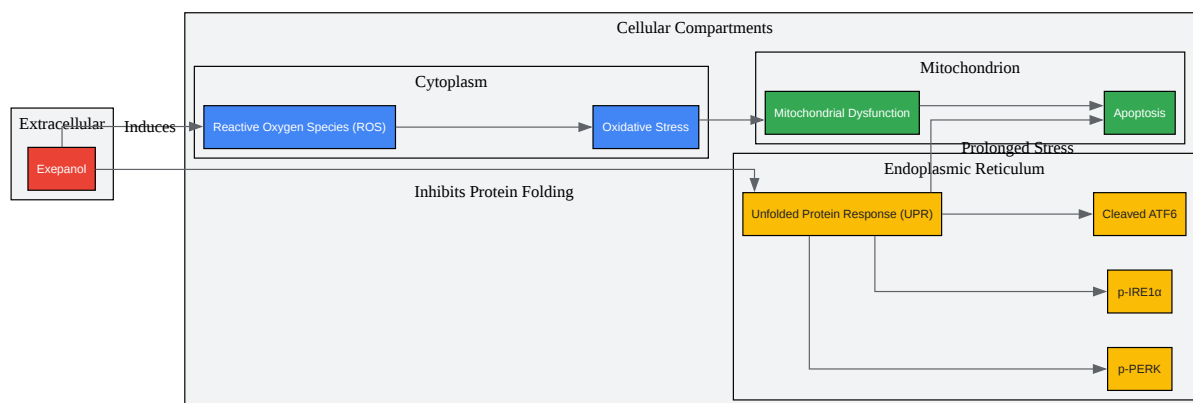 Cellular Compartments
Cytoplasm
Mitochondrion
Extracellular
Induces
Reactive Oxygen Species (ROS)
Oxidative Stress
Mitochondrial Dysfunction
Apoptosis
Exepanol
Prolonged Stress
Endoplasmic Reticulum
Inhibits Protein Folding
Unfolded Protein Response (UPR)
Cleaved ATF6
p-IRE1α
p-PERK